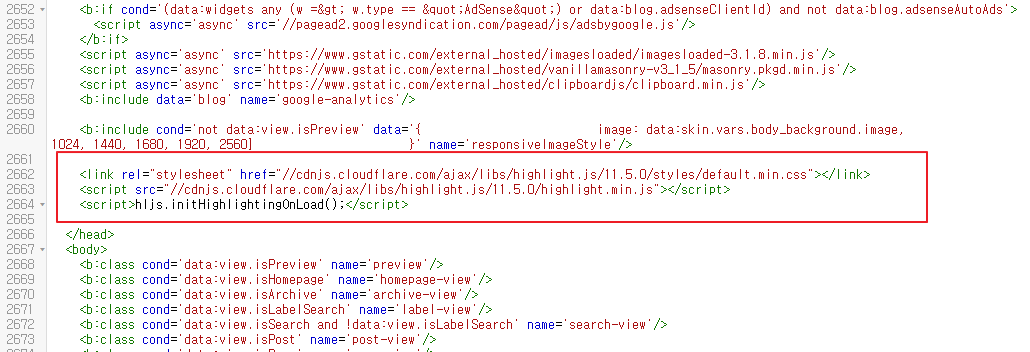 2652 <b:if cond='(data:widgets any (w =&gt; w.type == &quot;AdSense&quot;) or data:blog.adsenseClientId) and not data:blog.adsenseAutoAds'>
2653 <script async='async' src='//pagead2.googlesyndication.com/pagead/js/adsbygoogle.js'/>
2654 </b:if>
2655 <script async='async' src='https://www.gstatic.com/external_hosted/imagesloaded/imagesloaded-3.1.8.min.js'/>
2656 <script async='async' src='https://www.gstatic.com/external_hosted/vanillamasonry-v3_1_5/masonry.pkgd.min.js'/>
2657 <script async='async' src='https://www.gstatic.com/external_hosted/clipboardjs/clipboard.min.js'/>
2658 <b:include data='blog' name='google-analytics'/>
2659
2660 <b:include cond='not data:view.isPreview' data='{ image: data:skin.vars.body_background.image,
1024, 1440, 1680, 1920, 2560] }' name='responsiveImageStyle'/>
2661
2662 <link rel="stylesheet" href="//cdnjs.cloudflare.com/ajax/libs/highlight.js/11.5.0/styles/default.min.css"></link>
2663 <script src="//cdnjs.cloudflare.com/ajax/libs/highlight.js/11.5.0/highlight.min.js"></script>
2664 <script>hljs.initHighlightingOnLoad();</script>
2665
2666 </head>
2667 <body>
2668 <b:class cond='data:view.isPreview' name='preview'/>
2669 <b:class cond='data:view.isHomepage' name='homepage-view'/>
2670 <b:class cond='data:view.isArchive' name='archive-view'/>
2671 <b:class cond='data:view.isLabelSearch' name='label-view'/>
2672 <b:class cond='data:view.isSearch and !data:view.isLabelSearch' name='search-view'/>
2673 <b:class cond='data:view.isPost' name='post-view'/>